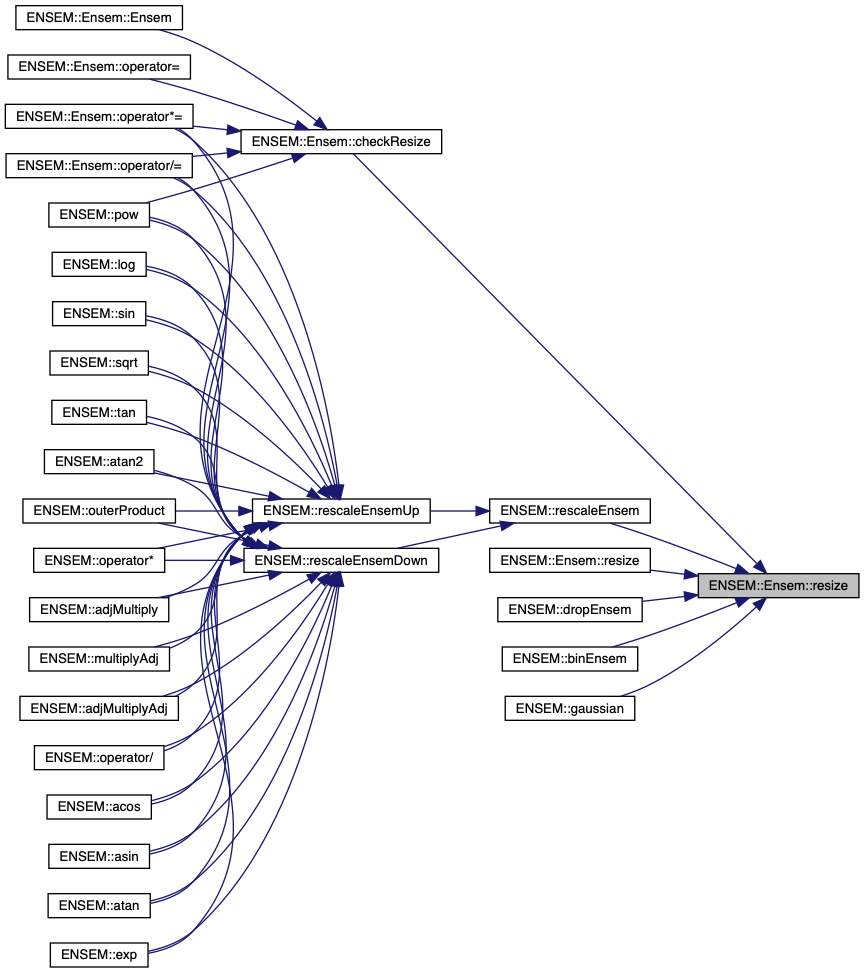 ENSEM::Ensem::Ensem
ENSEM::Ensem::operator=
ENSEM::Ensem::operator*=
ENSEM::Ensem::checkResize
ENSEM::Ensem::operator/=
ENSEM::pow
ENSEM::log
ENSEM::sin
ENSEM::sqrt
ENSEM::tan
ENSEM::atan2
ENSEM::outerProduct
ENSEM::rescaleEnsemUp
ENSEM::rescaleEnsem
ENSEM::operator*
ENSEM::rescaleEnsemDown
ENSEM::Ensem::resize
ENSEM::Ensem::resize
ENSEM::adjMultiply
ENSEM::dropEnsem
ENSEM::multiplyAdj
ENSEM::binEnsem
ENSEM::adjMultiplyAdj
ENSEM::gaussian
ENSEM::operator/
ENSEM::acos
ENSEM::asin
ENSEM::atan
ENSEM::exp